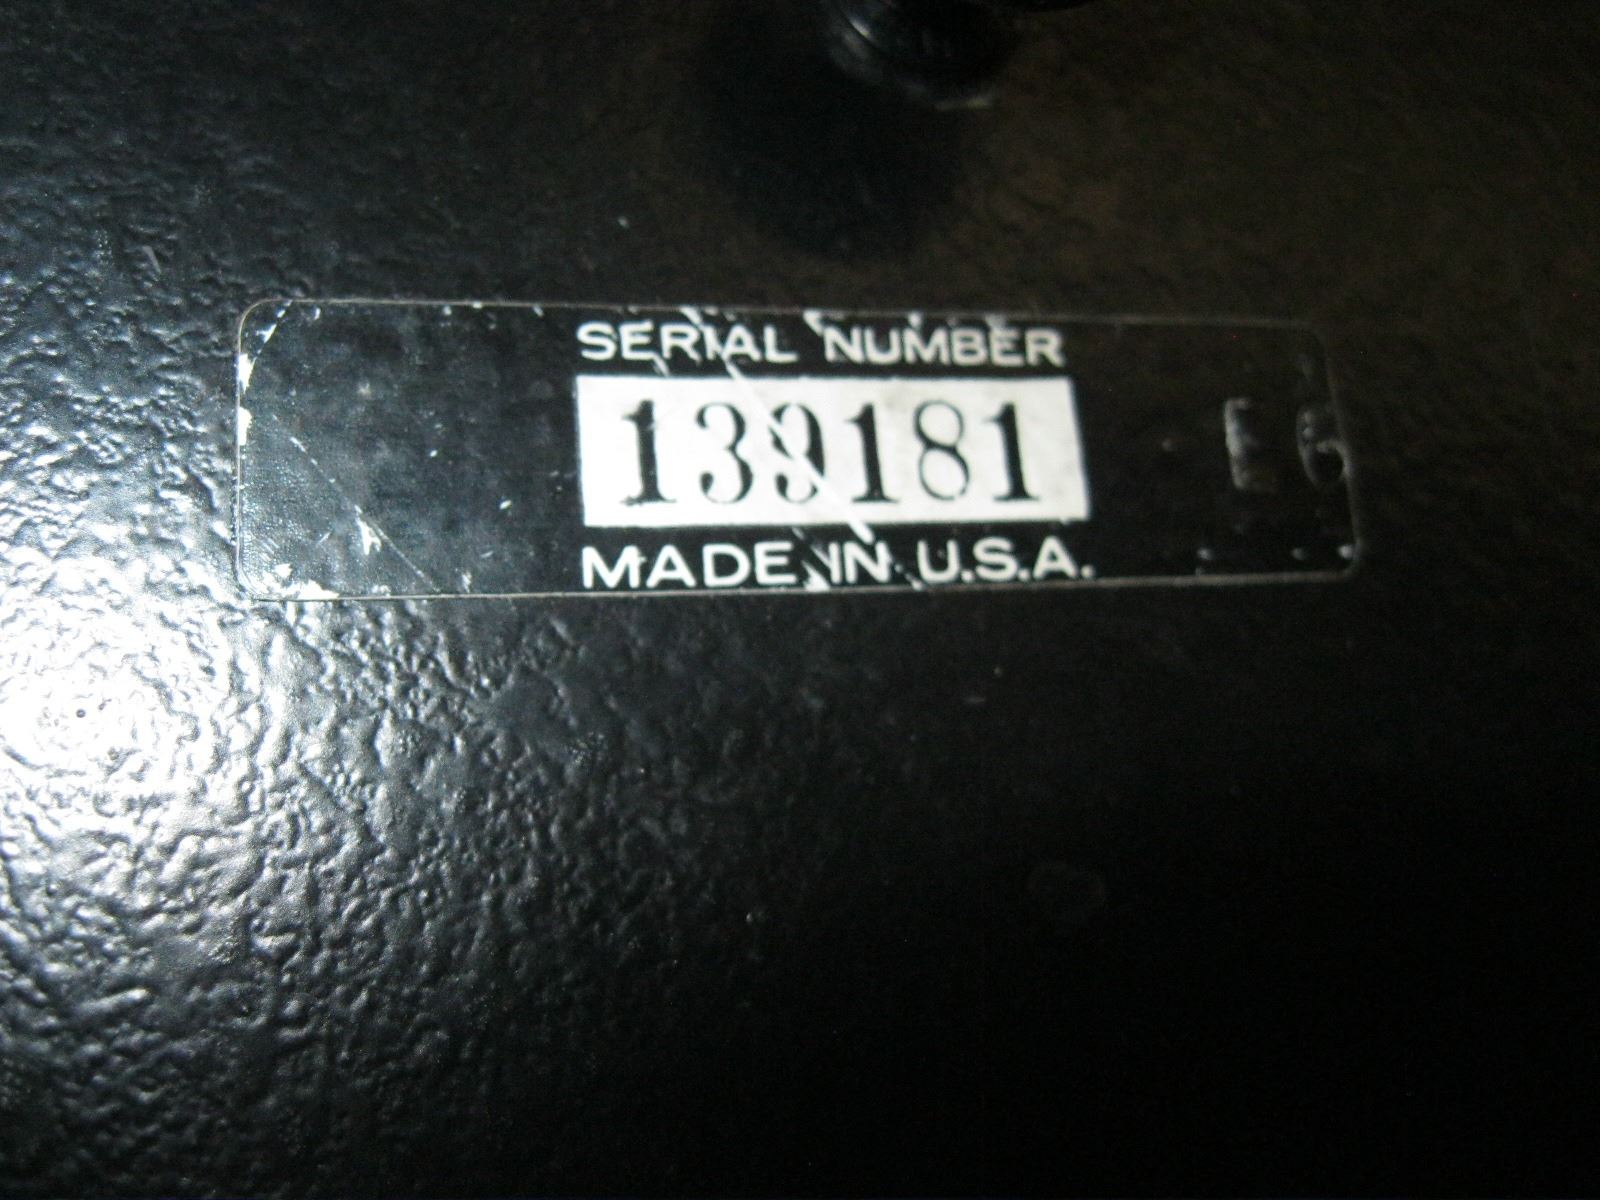 SERIAL NUMBER
139181
MADE IN U.S.A.